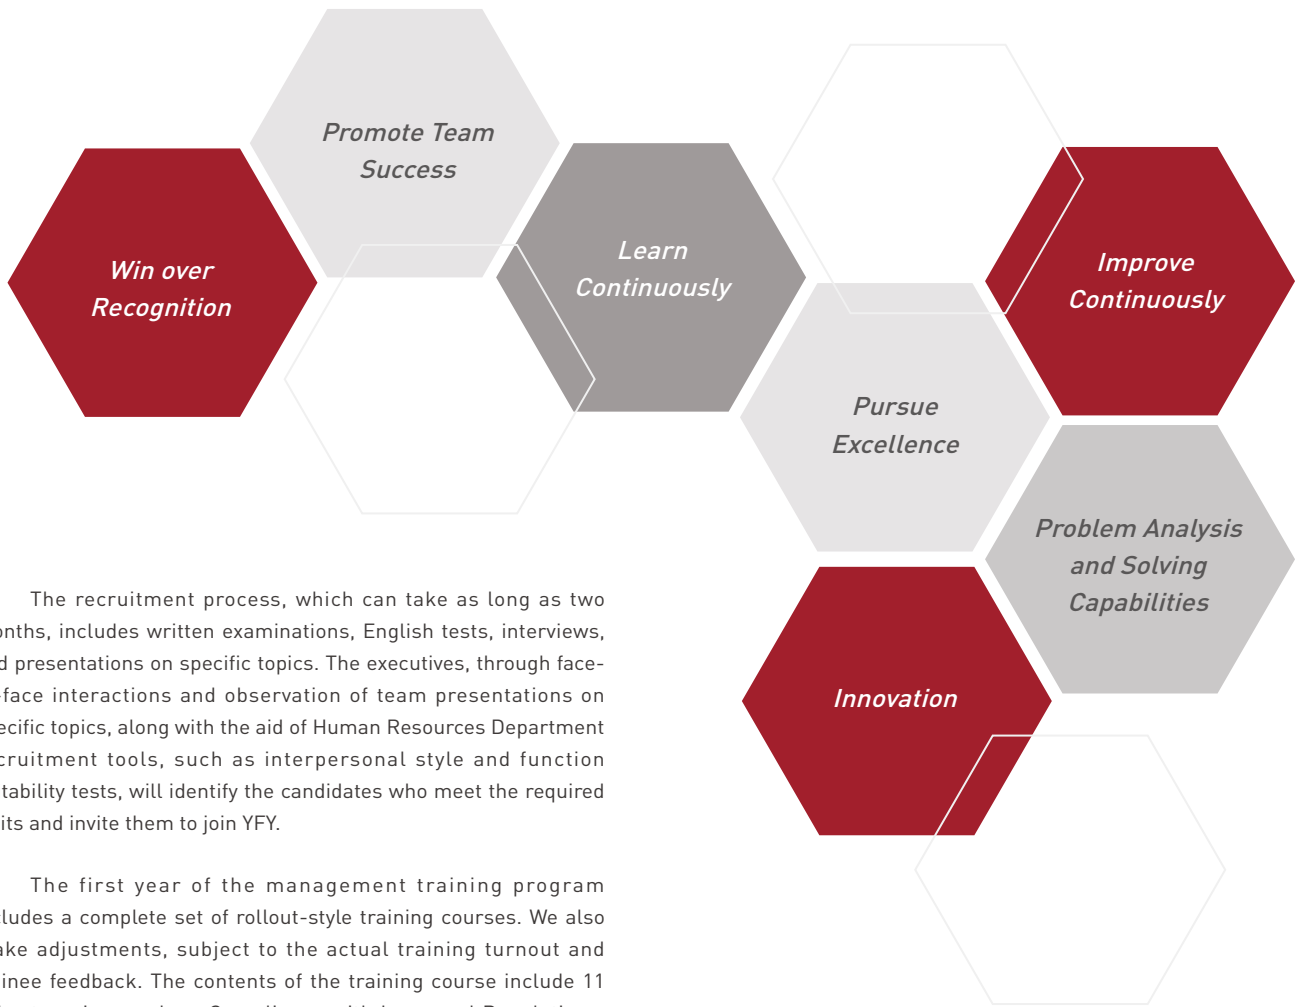 Promote Team
Success
Win over
Recognition
Learn
Continuously
Improve
Continuously
Pursue
Excellence
Problem Analysis
and Solving
Capabilities
Innovation
The recruitment process, which can take as long as two
onths, includes written examinations, English tests, interviews,
d presentations on specific topics. The executives, through face-
-face interactions and observation of team presentations on
ecific topics, along with the aid of Human Resources Department
cruitment tools, such as interpersonal style and function
itability tests, will identify the candidates who meet the required
its and invite them to join YFY.
The first year of the management training program
cludes a complete set of rollout-style training courses. We also
ake adjustments, subject to the actual training turnout and
inee feedback. The contents of the training course include 11